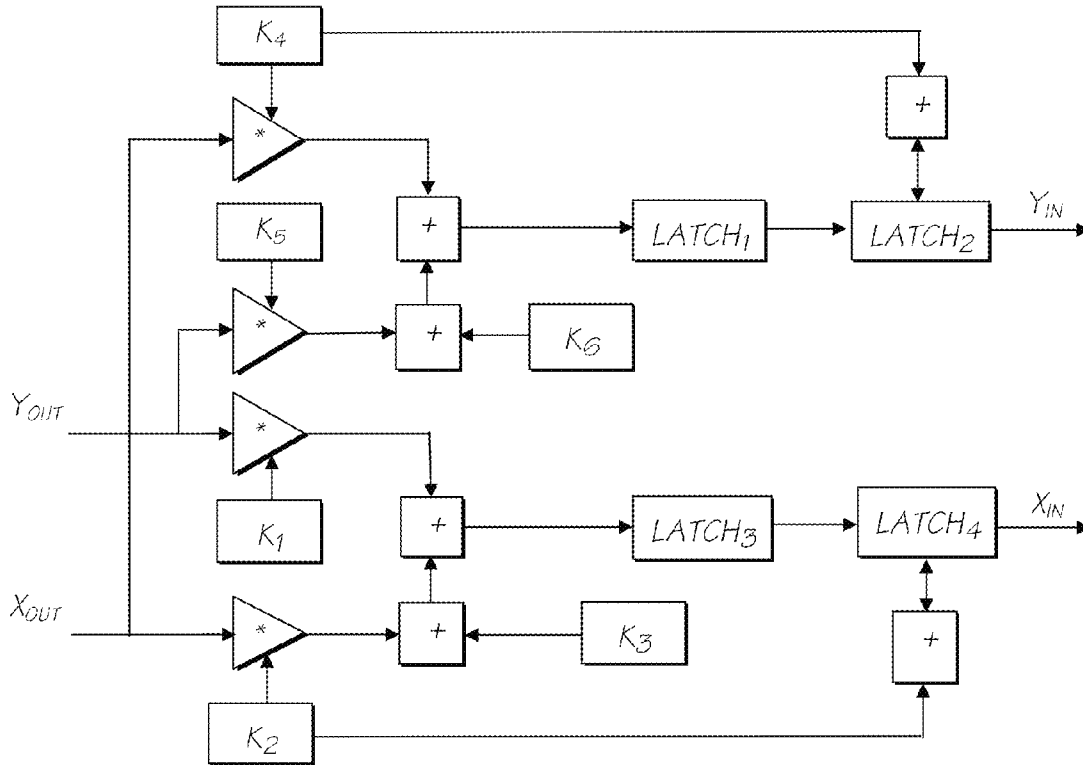 K4
+
*
K5
+
LATCH1
LATCH2
YIN
*
+
K6
YOUT
*
K1
+
LATCH3
LATCH4
XIN
XOUT
*
+
K3
+
K2